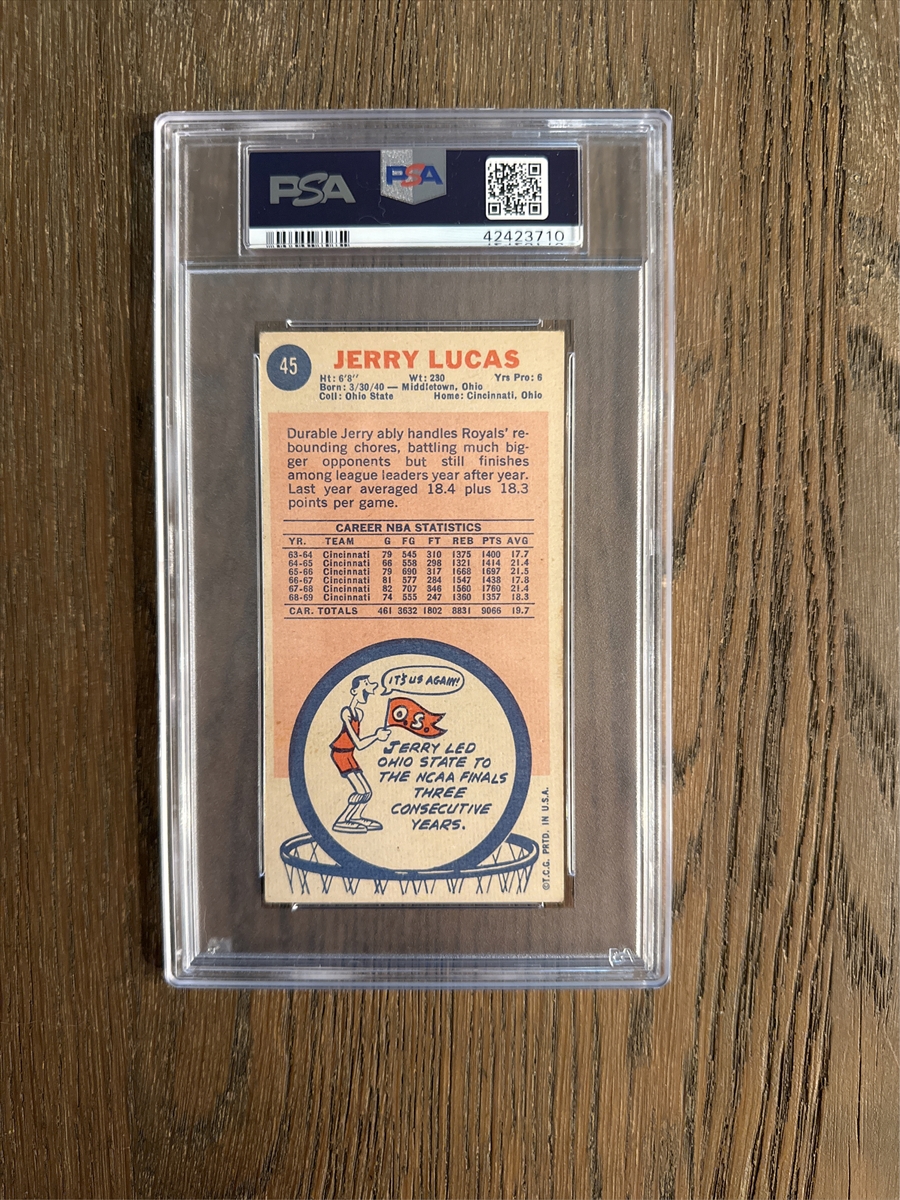 PSA PSA
42423710
45 JERRY LUCAS
Ht: 6'8'' Wt: 230 Yrs Pro: 6
Born: 3/30/40 — Middletown, Ohio
Coll: Ohio State Home: Cincinnati, Ohio
Durable Jerry ably handles Royals' re-
bounding chores, battling much big-
ger opponents but still finishes
among league leaders year after year.
Last year averaged 18.4 plus 18.3
points per game.
CAREER NBA STATISTICS
YR. TEAM G FG FT REB PTS AVG
63-64 Cincinnati 79 545 310 1375 1400 17.7
64-65 Cincinnati 66 558 298 1321 1414 21.4
65-66 Cincinnati 79 690 317 1668 1697 21.5
66-67 Cincinnati 81 577 284 1547 1438 17.8
67-68 Cincinnati 82 707 346 1560 1760 21.4
68-69 Cincinnati 74 555 247 1360 1357 18.3
CAR. TOTALS 461 3632 1802 8831 9066 19.7
IT'S US AGAIN!
O.S.
JERRY LED
OHIO STATE TO
THE NCAA FINALS
THREE
CONSECUTIVE
YEARS.
©T.C.G. PRTD. IN U.S.A.